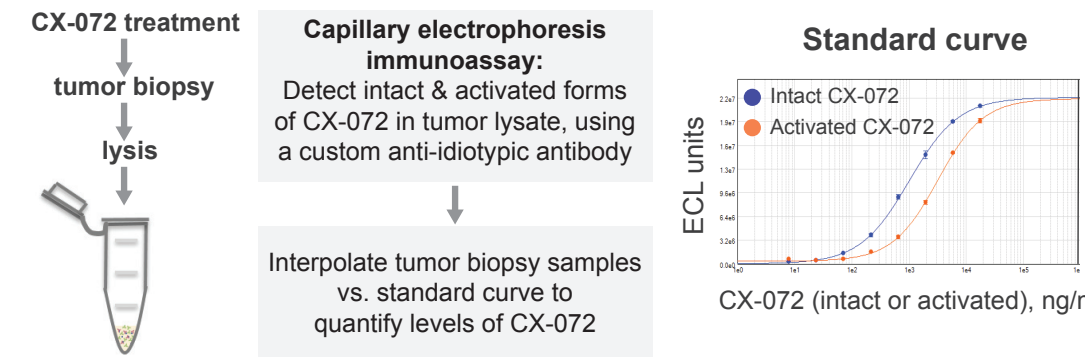 CX-072 treatment
tumor biopsy
lysis
Capillary electrophoresis
immunoassay:
Detect intact & activated forms
of CX-072 in tumor lysate, using
a custom anti-idiotypic antibody
Interpolate tumor biopsy samples
vs. standard curve to
quantify levels of CX-072
Standard curve
Intact CX-072
Activated CX-072
ECL units
2.2e7
1.9e7
1.6e7
1.3e7
9.6e6
6.4e6
3.2e6
0.0e0
1e0
1e1
1e2
1e3
1e4
1e5
CX-072 (intact or activated),